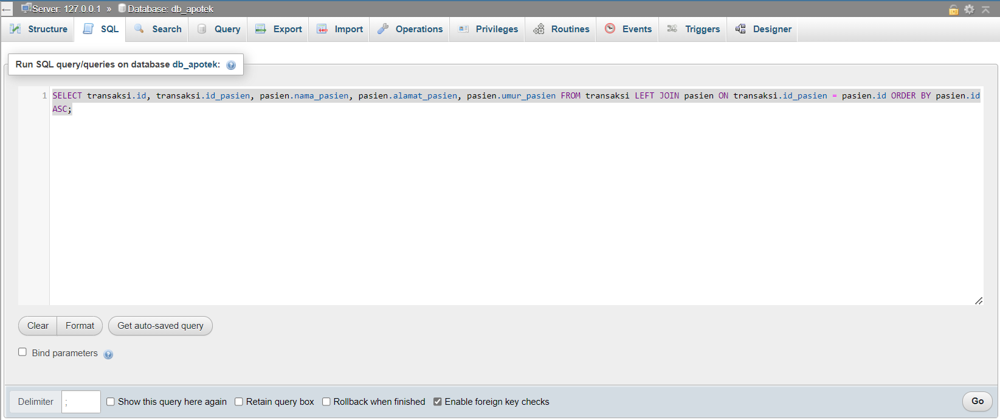 Server: 127.0.0.1 » Database: db_apotek
Structure SQL Search Query Export Import Operations Privileges Routines Events Triggers Designer
Run SQL query/queries on database db_apotek:
1 SELECT transaksi.id, transaksi.id_pasien, pasien.nama_pasien, pasien.alamat_pasien, pasien.umur_pasien FROM transaksi LEFT JOIN pasien ON transaksi.id_pasien = pasien.id ORDER BY pasien.id
ASC;
Clear Format Get auto-saved query
Bind parameters
Delimiter ; Show this query here again Retain query box Rollback when finished Enable foreign key checks Go